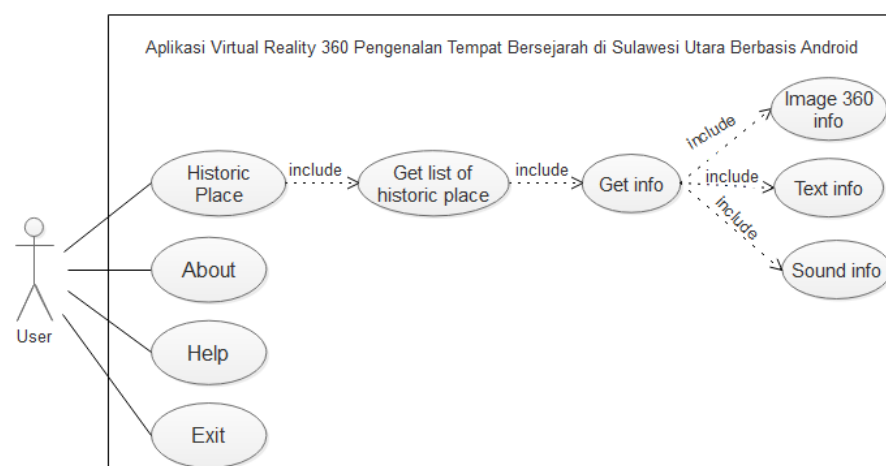 Aplikasi Virtual Reality 360 Pengenalan Tempat Bersejarah di Sulawesi Utara Berbasis Android
Image 360
info
include
Historic
Place
include
Get list of
historic place
include
Get info
include
Text info
include
Sound info
About
User
Help
Exit